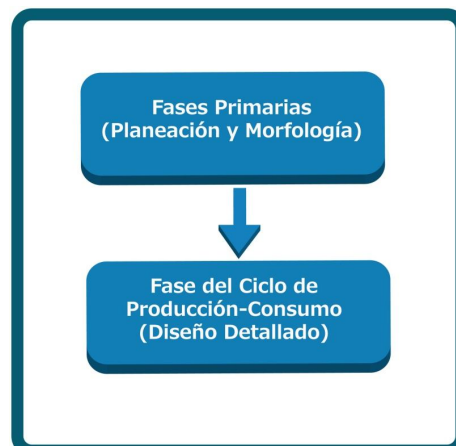 Fases Primarias
(Planeación y Morfología)
Fase del Ciclo de
Producción-Consumo
(Diseño Detallado)